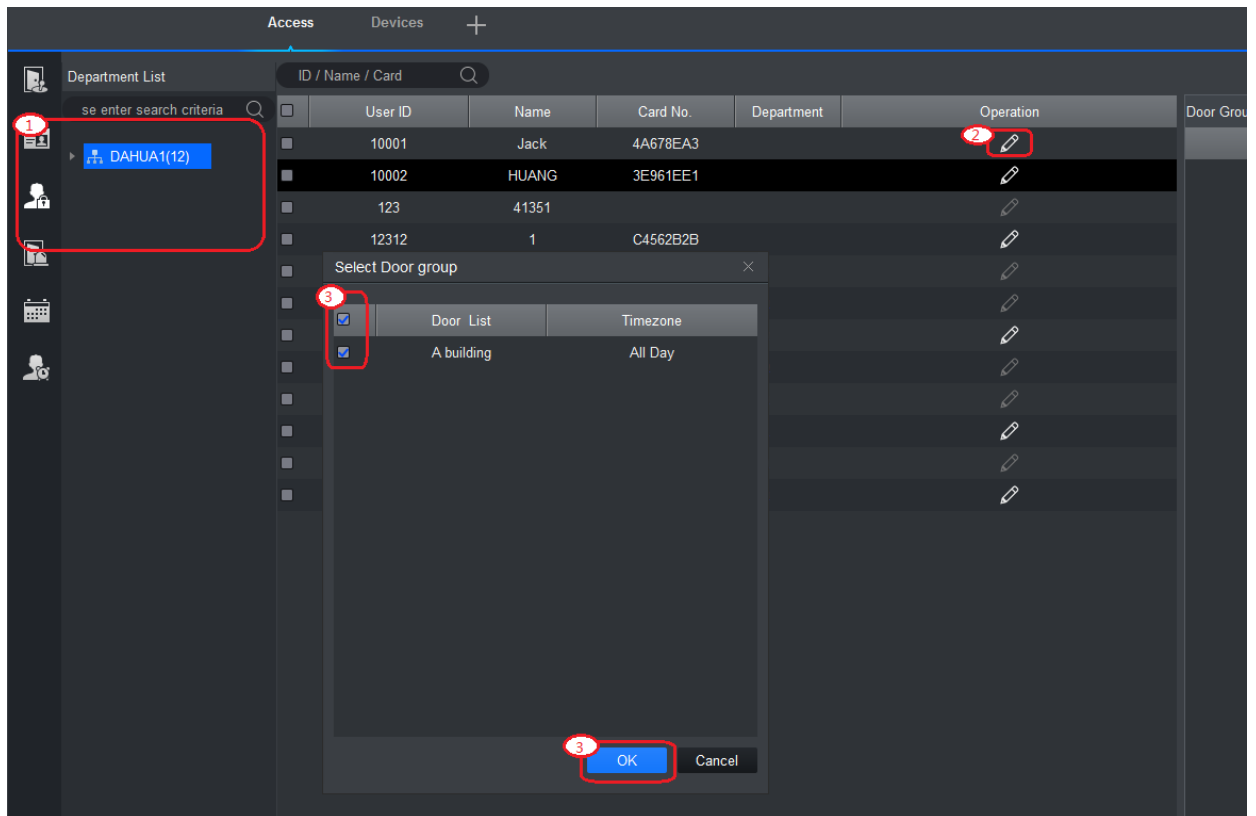 Access Devices
Department List
ID / Name / Card
se enter search criteria
User ID Name Card No. Department Operation
Door Grou
1
DAHUA1(12)
10001 Jack 4A678EA3
2
10002 HUANG 3E961EE1
123 41351
12312 1 C4562B2B
Select Door group
3
Door List Timezone
A building All Day
3
OK Cancel